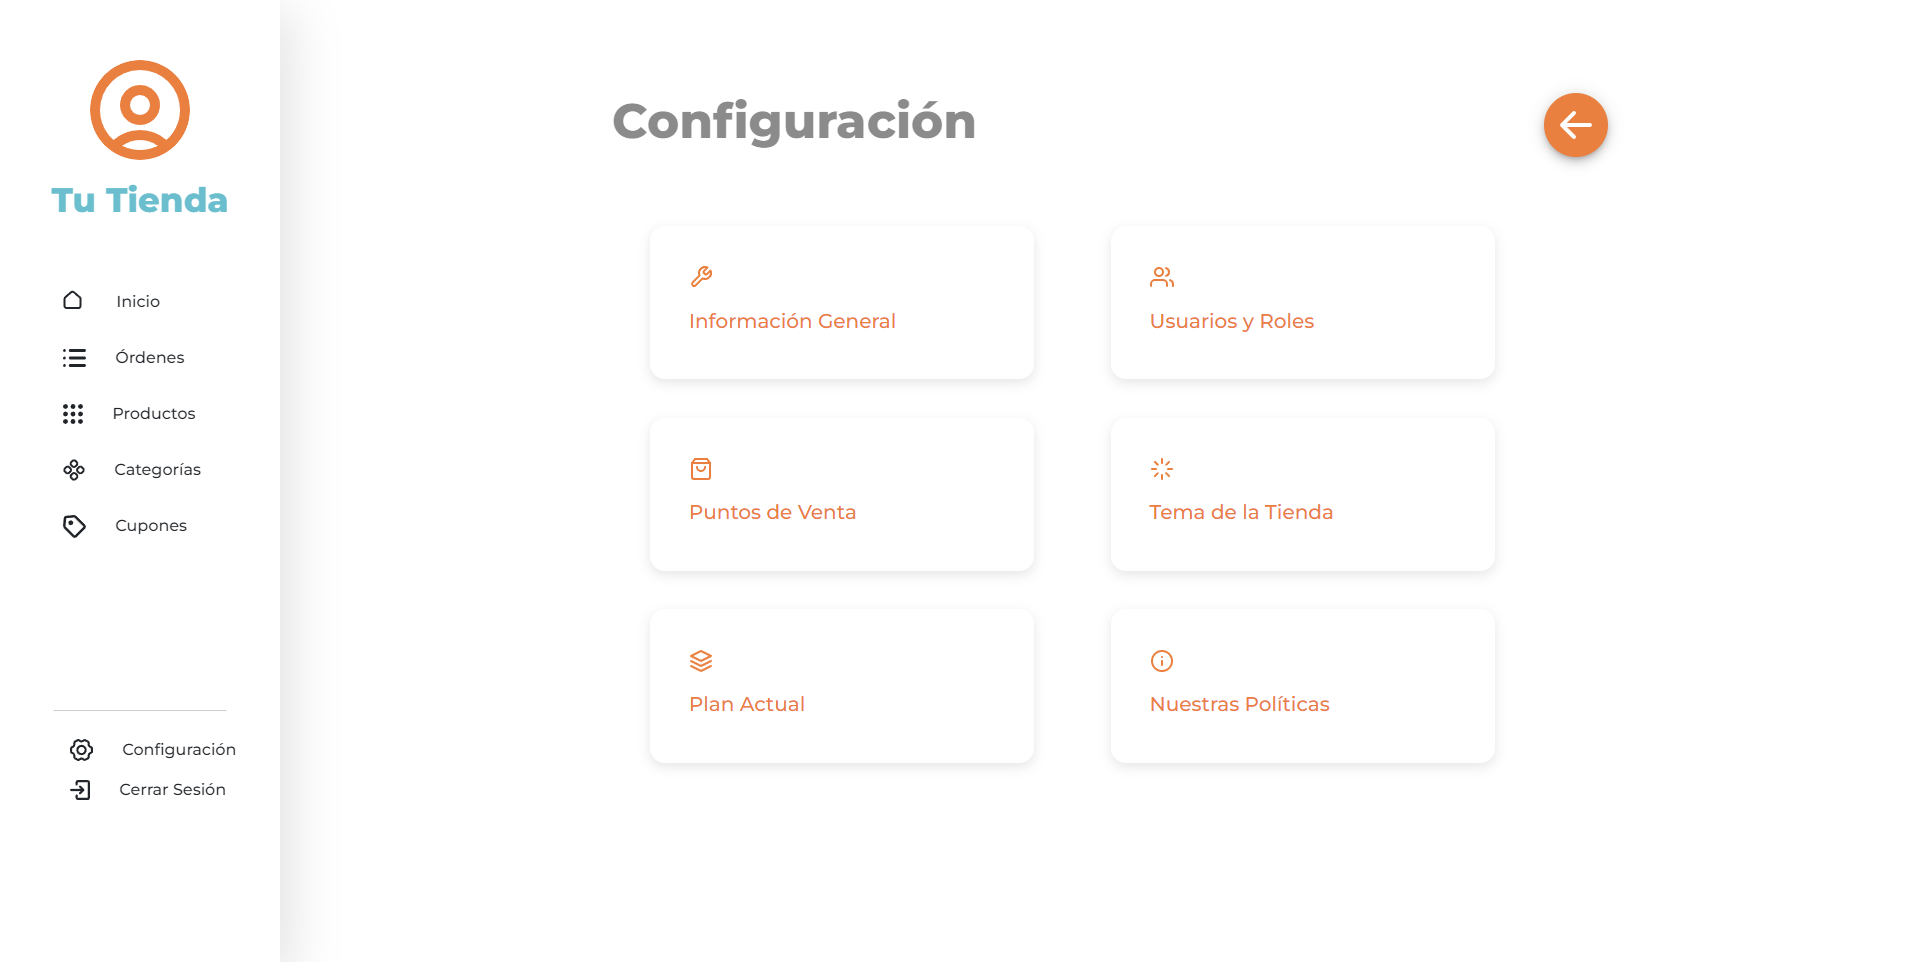 Tu Tienda
Inicio
Órdenes
Productos
Categorías
Cupones
Configuración
Cerrar Sesión
Configuración
Información General
Usuarios y Roles
Puntos de Venta
Tema de la Tienda
Plan Actual
Nuestras Políticas